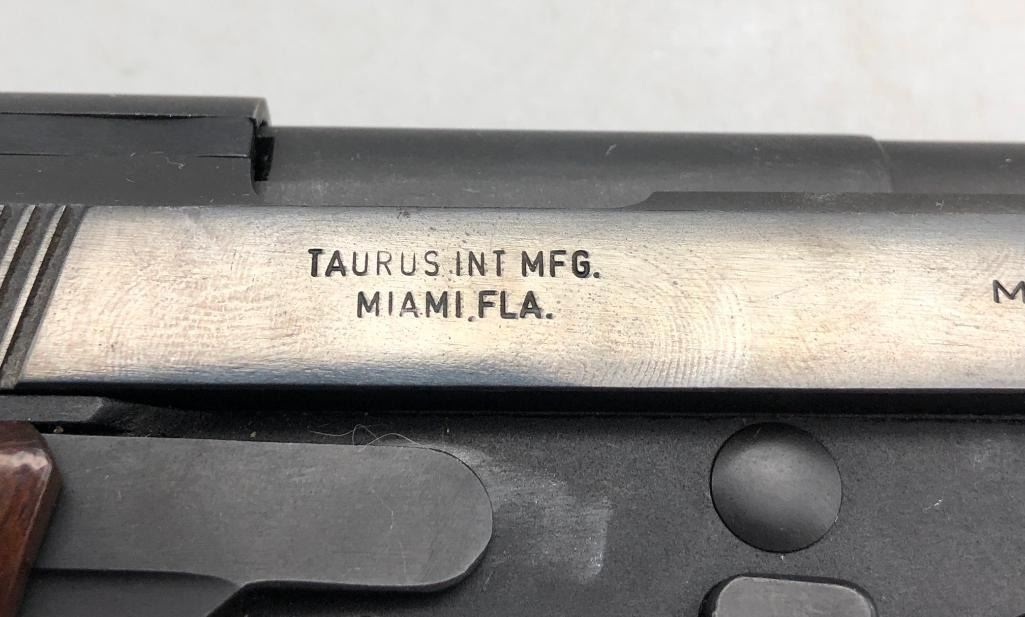 TAURUS INT MFG.
MIAMI, FLA.
M